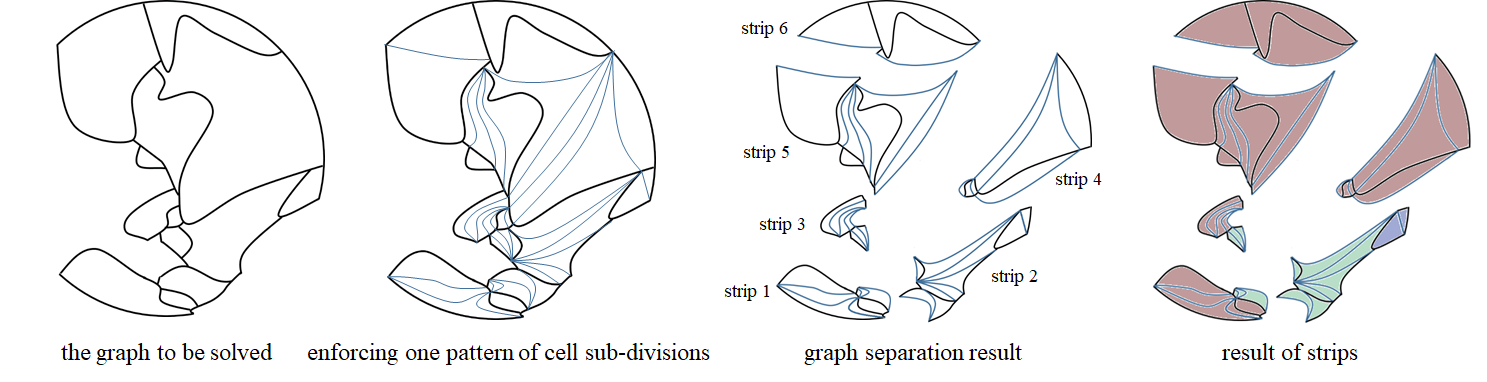 strip 6
strip 5
strip 4
strip 3
strip 2
strip 1
the graph to be solved
enforcing one pattern of cell sub-divisions
graph separation result
result of strips